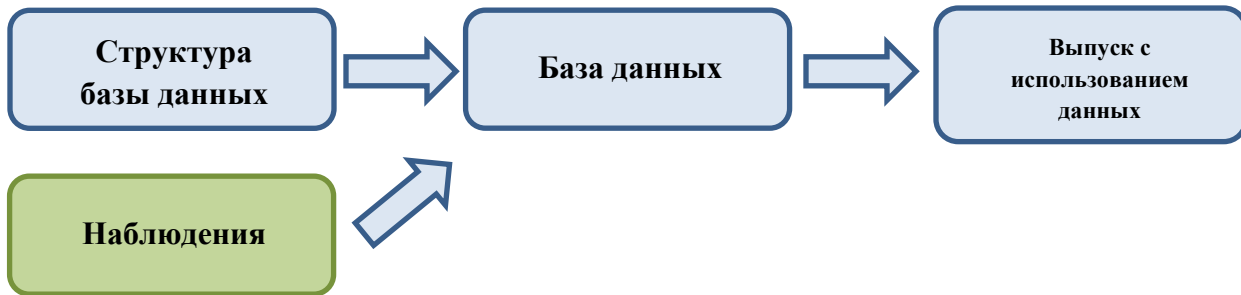 Структура
базы данных
База данных
Выпуск с
использованием
данных
Наблюдения